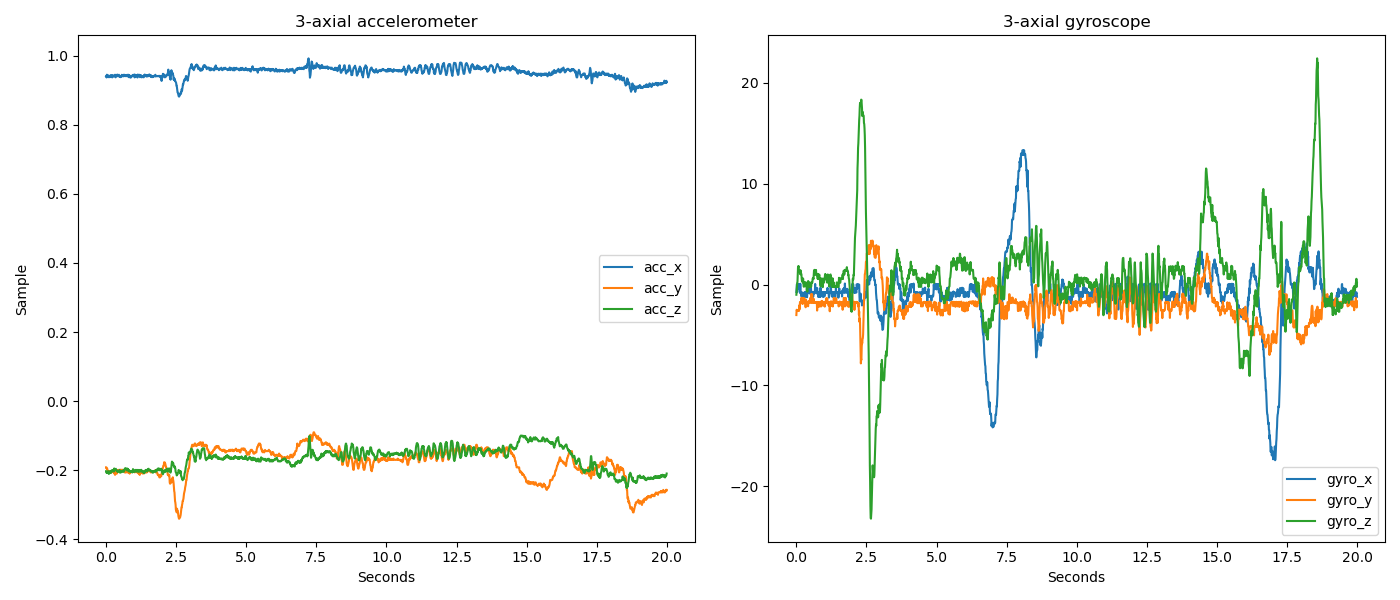 3-axial accelerometer
Sample
1.0
0.8
0.6
0.4
0.2
0.0
−0.2
−0.4
acc_x
acc_y
acc_z
0.0 2.5 5.0 7.5 10.0 12.5 15.0 17.5 20.0
Seconds
3-axial gyroscope
Sample
20
10
0
−10
−20
gyro_x
gyro_y
gyro_z
0.0 2.5 5.0 7.5 10.0 12.5 15.0 17.5 20.0
Seconds